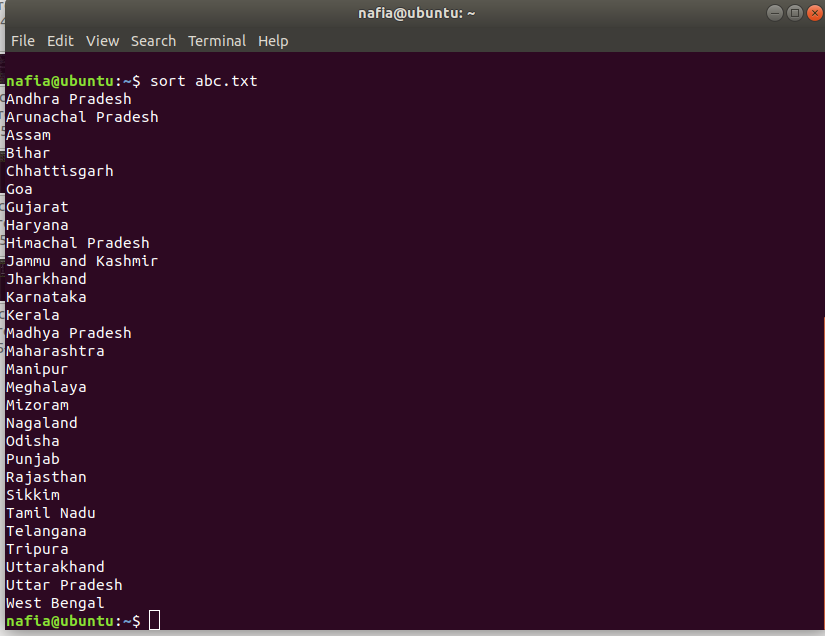 nafia@ubuntu: ~
File Edit View Search Terminal Help
nafia@ubuntu:~$ sort abc.txt
Andhra Pradesh
Arunachal Pradesh
Assam
Bihar
Chhattisgarh
Goa
Gujarat
Haryana
Himachal Pradesh
Jammu and Kashmir
Jharkhand
Karnataka
Kerala
Madhya Pradesh
Maharashtra
Manipur
Meghalaya
Mizoram
Nagaland
Odisha
Punjab
Rajasthan
Sikkim
Tamil Nadu
Telangana
Tripura
Uttarakhand
Uttar Pradesh
West Bengal
nafia@ubuntu:~$